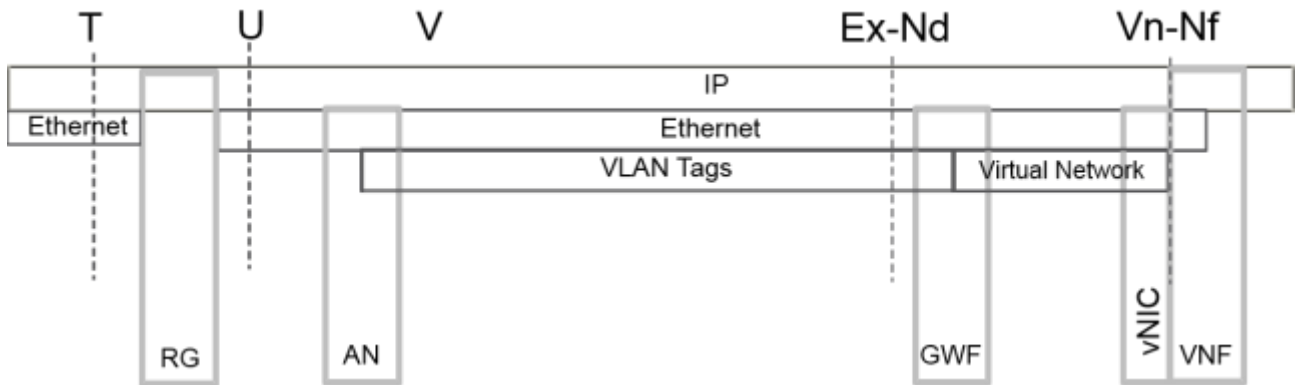 T U V Ex-Nd Vn-Nf
IP
Ethernet Ethernet
VLAN Tags Virtual Network
RG AN GWF vNIC VNF